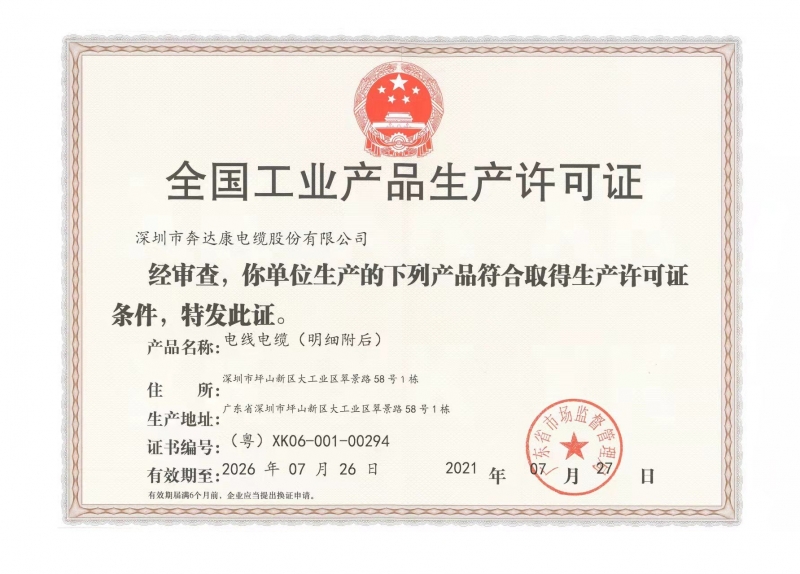 全国工业产品生产许可证
深圳市奔达康电缆股份有限公司
经审查，你单位生产的下列产品符合取得生产许可证
条件，特发此证。
产品名称：电线电缆（明细附后）
住 所：深圳市坪山新区大工业区翠景路58号1栋
生产地址：广东省深圳市坪山新区大工业区翠景路58号1栋
证书编号：（粤）XK06-001-00294
有效期至：2026 年 07 月 26 日
2021 年 07 月 27 日
有效期届满6个月前，企业应当提出换证申请。
广东省市场监督管理局